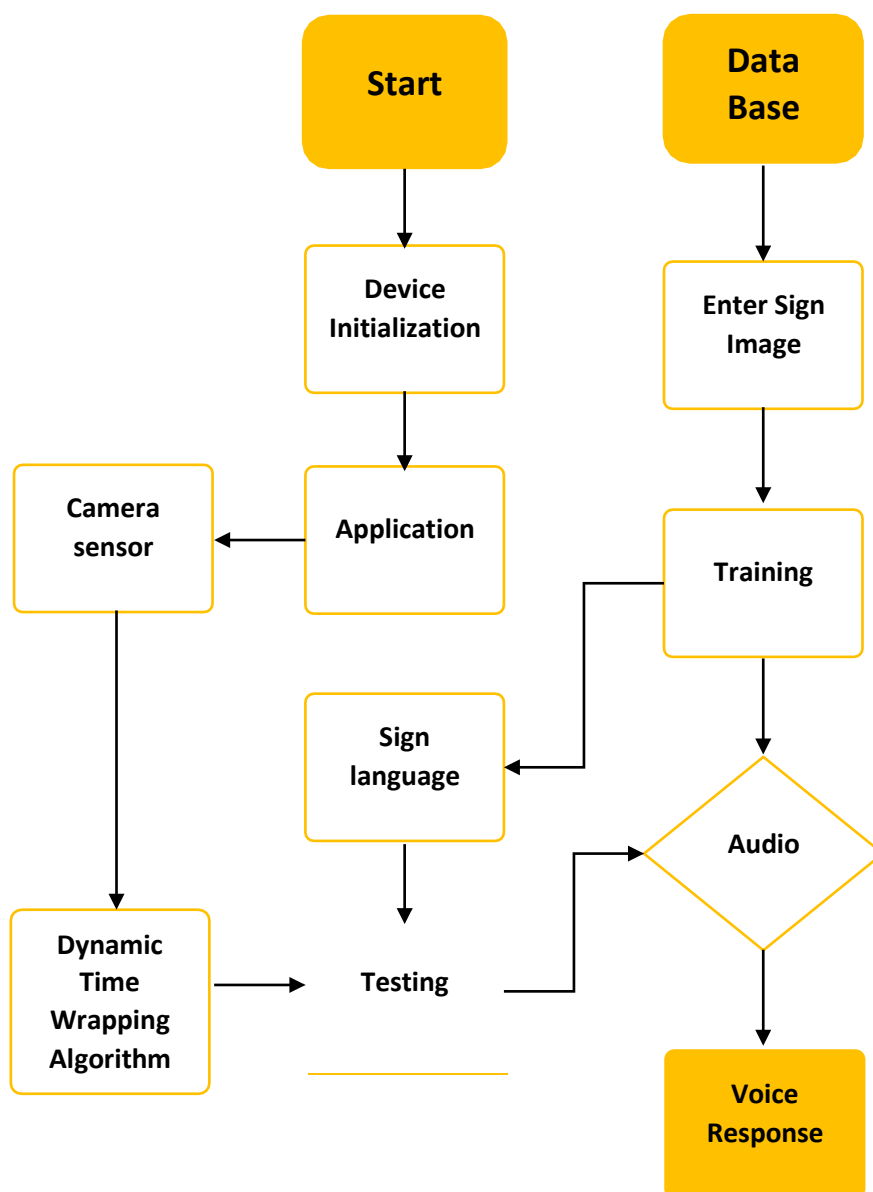 Start
Data
Base
Device
Initialization
Enter Sign
Image
Camera
sensor
Application
Training
Sign
language
Audio
Dynamic
Time
Wrapping
Algorithm
Testing
Voice
Response